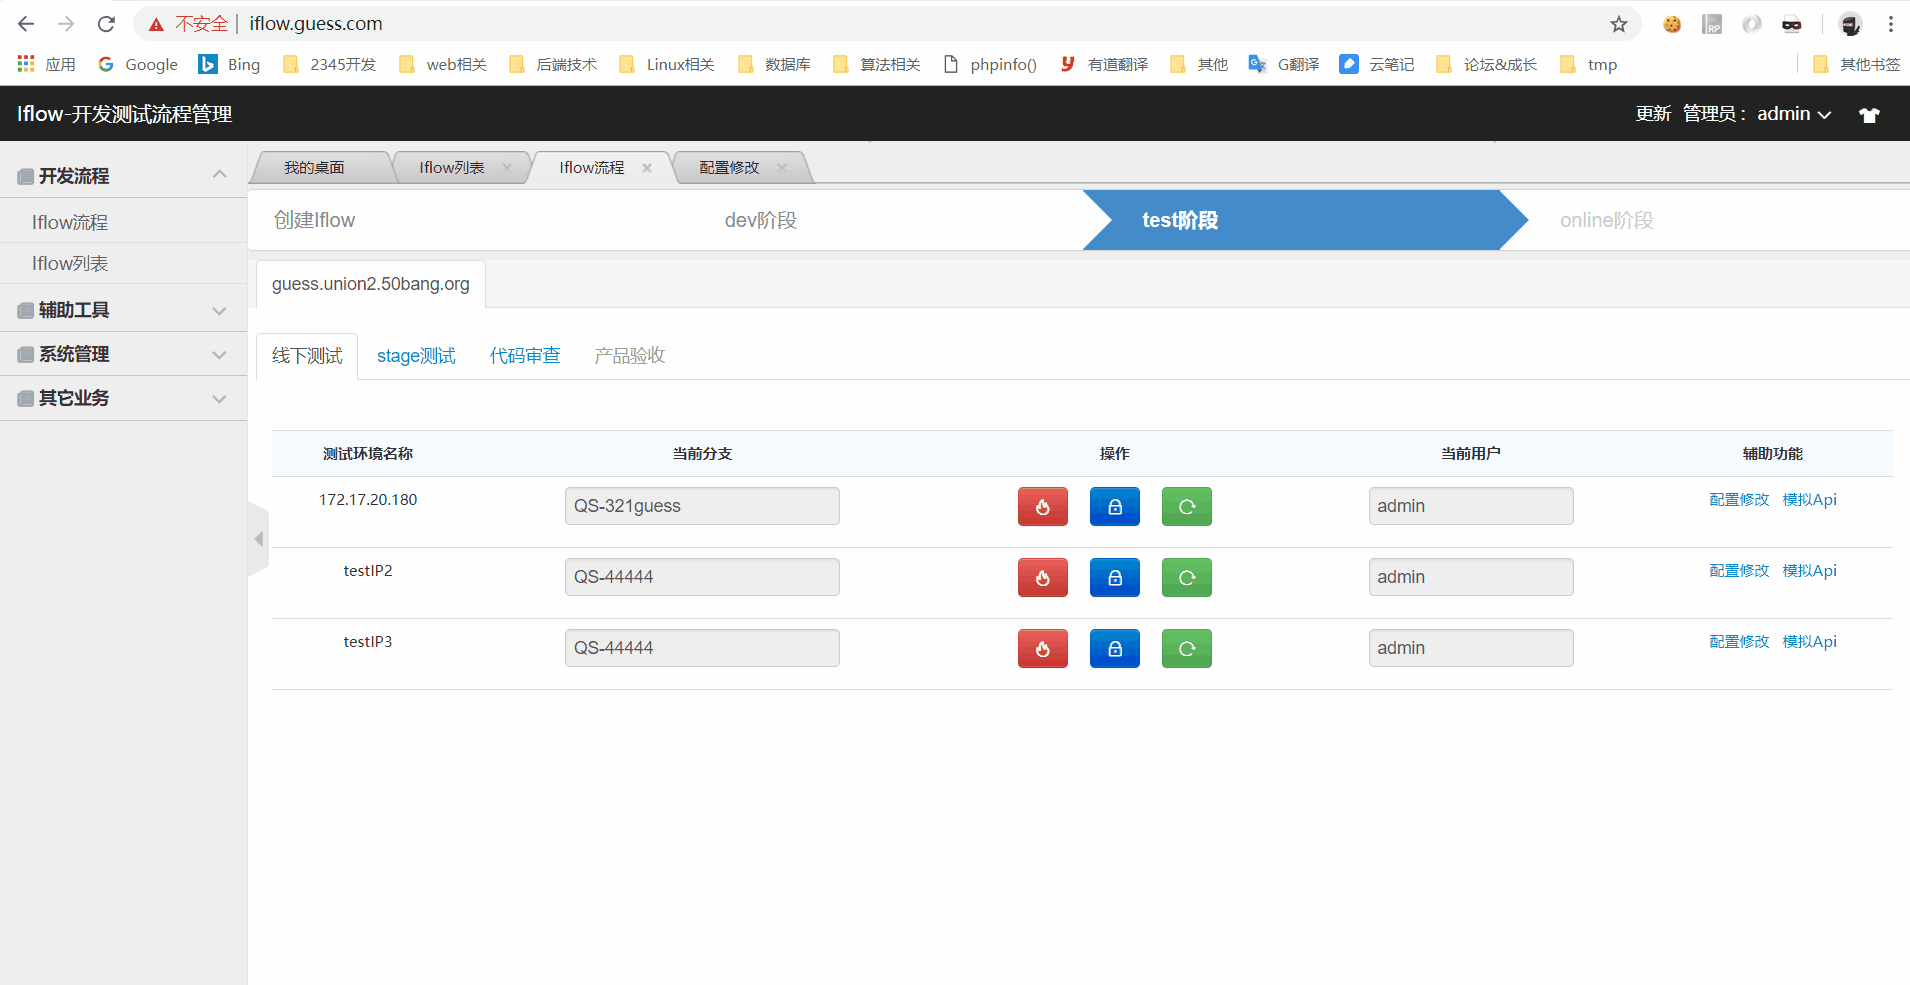 不安全 iflow.guess.com
应用 Google Bing 2345开发 web相关 后端技术 Linux相关 数据库 算法相关 phpinfo() 有道翻译 其他 G翻译 云笔记 论坛&成长 tmp 其他书签
Iflow-开发测试流程管理 更新 管理员： admin
开发流程
Iflow流程
Iflow列表
辅助工具
系统管理
其它业务
我的桌面 Iflow列表 Iflow流程 配置修改
创建Iflow dev阶段 test阶段 online阶段
guess.union2.50bang.org
线下测试 stage测试 代码审查 产品验收
测试环境名称 当前分支 操作 当前用户 辅助功能
172.17.20.180 QS-321guess admin 配置修改 模拟Api
testIP2 QS-44444 admin 配置修改 模拟Api
testIP3 QS-44444 admin 配置修改 模拟Api